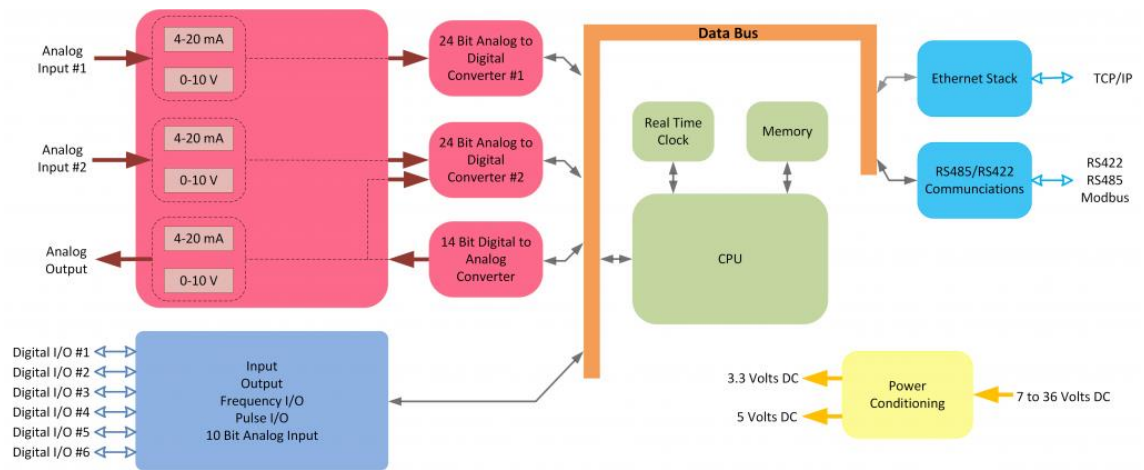 Analog
Input #1
4-20 mA
0-10 V
24 Bit Analog to
Digital
Converter #1
Data Bus
Ethernet Stack
TCP/IP
Analog
Input #2
4-20 mA
0-10 V
24 Bit Analog to
Digital
Converter #2
Real Time
Clock
Memory
RS485/RS422
Communciations
RS422
RS485
Modbus
Analog
Output
4-20 mA
0-10 V
14 Bit Digital to
Analog
Converter
CPU
Digital I/O #1
Digital I/O #2
Digital I/O #3
Digital I/O #4
Digital I/O #5
Digital I/O #6
Input
Output
Frequency I/O
Pulse I/O
10 Bit Analog Input
3.3 Volts DC
5 Volts DC
Power
Conditioning
7 to 36 Volts DC